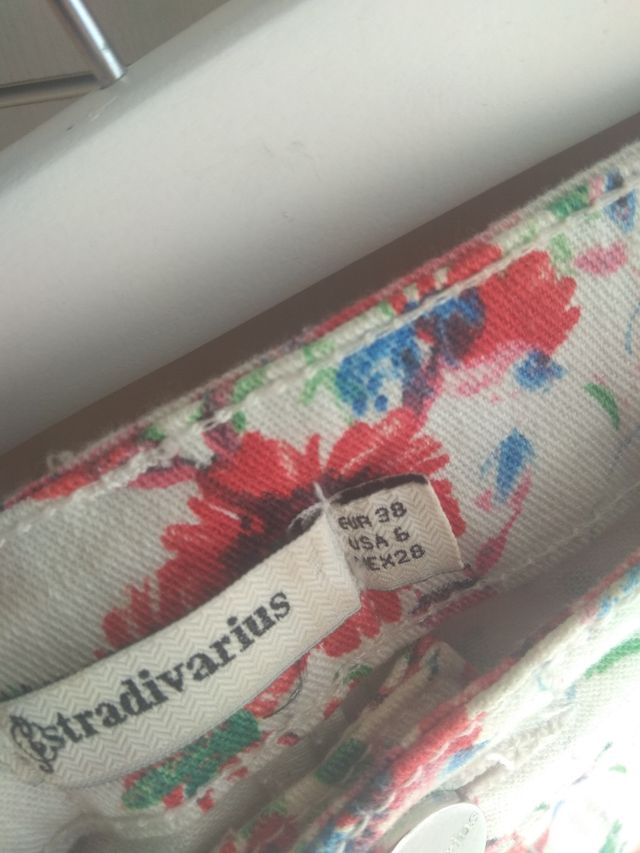 stradivarius
EUR 38
USA 6
MEX28